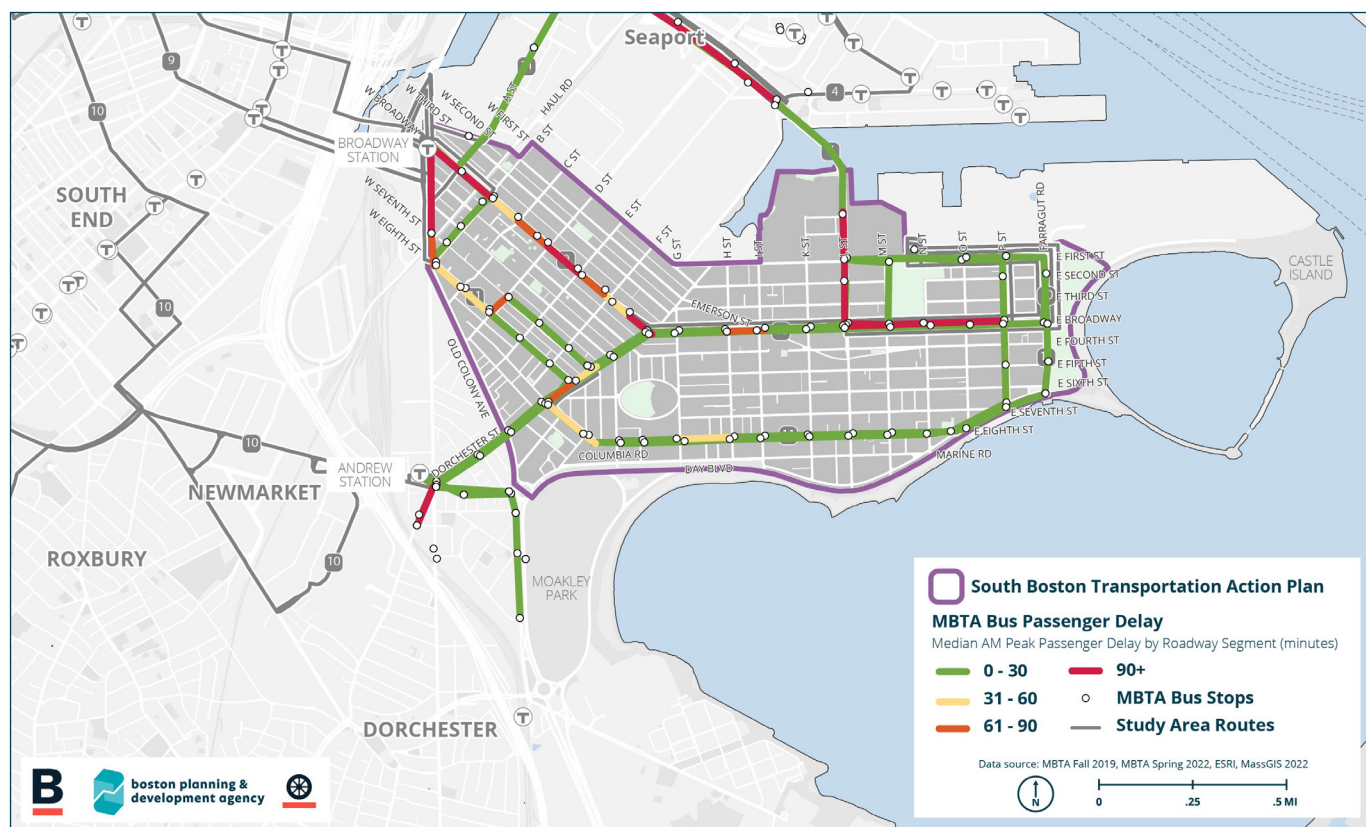 Seaport
9
10
4
A ST
HAUL RD
W BROADWAY
W THIRD ST
W SECOND ST
W FIRST ST
B ST
C ST
D ST
E ST
F ST
G ST
H ST
I ST
K ST
M ST
N ST
O ST
P ST
FARRAGUT RD
BROADWAY
STATION
W SEVENTH ST
W EIGHTH ST
SOUTH
END
10
E FIRST ST
E SECOND ST
E THIRD ST
E BROADWAY
E FOURTH ST
E FIFTH ST
E SIXTH ST
E SEVENTH ST
E EIGHTH ST
CASTLE
ISLAND
EMERSON ST
OLD COLONY AVE
DORCHESTER ST
COLUMBIA RD
DAY BLVD
MARINE RD
10
ANDREW
STATION
NEWMARKET
ROXBURY
10
MOAKLEY
PARK
DORCHESTER
South Boston Transportation Action Plan
MBTA Bus Passenger Delay
Median AM Peak Passenger Delay by Roadway Segment (minutes)
0 - 30
90+
31 - 60
MBTA Bus Stops
61 - 90
Study Area Routes
Data source: MBTA Fall 2019, MBTA Spring 2022, ESRI, MassGIS 2022
N
0 .25 .5 MI
B
boston planning &
development agency